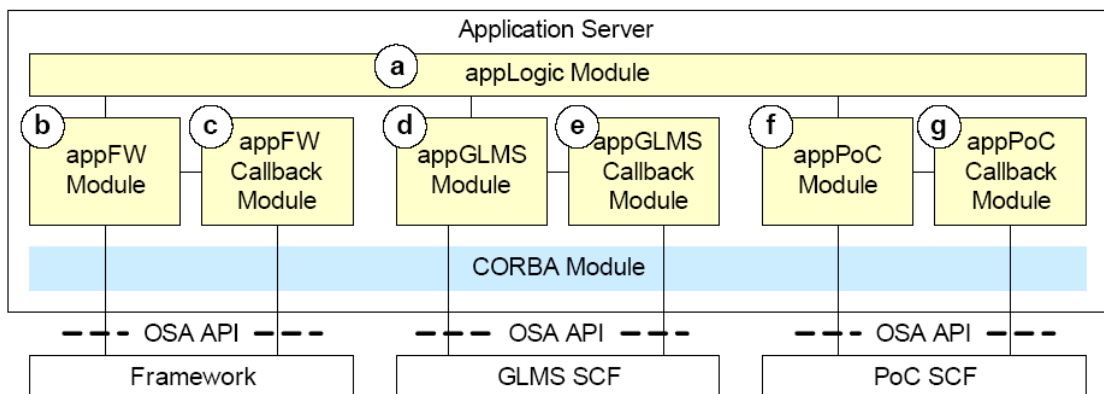 Application Server
a
appLogic Module
b
appFW
Module
c
appFW
Callback
Module
d
appGLMS
Module
e
appGLMS
Callback
Module
f
appPoC
Module
g
appPoC
Callback
Module
CORBA Module
OSA API
OSA API
OSA API
Framework
GLMS SCF
PoC SCF